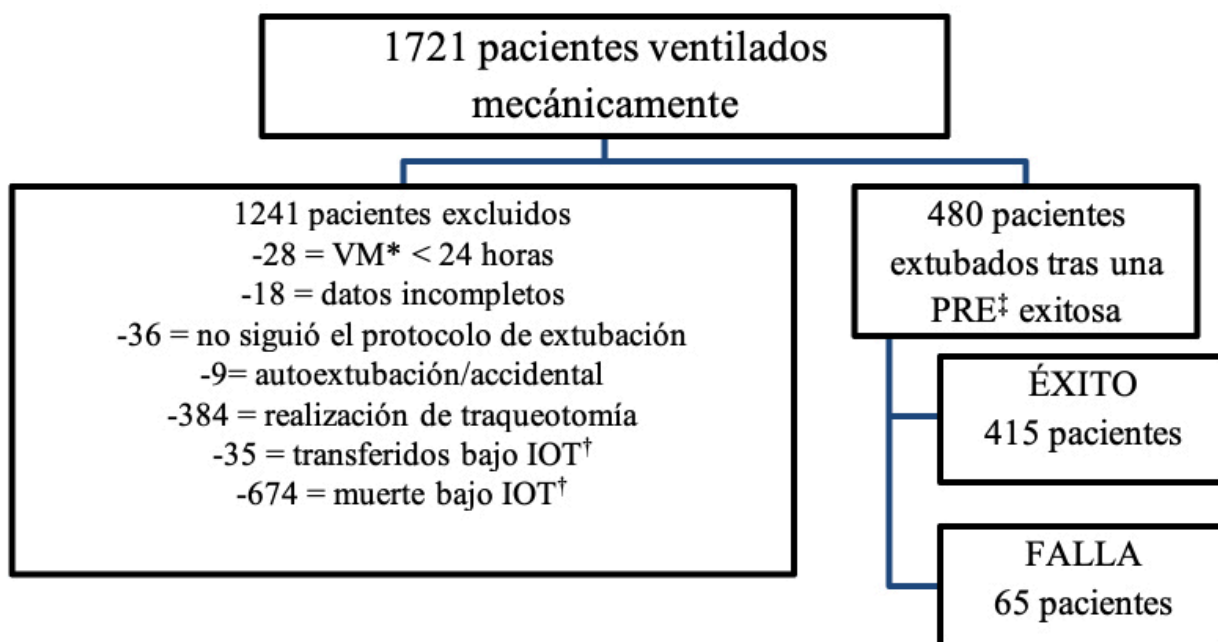 1721 pacientes ventilados
mecánicamente
1241 pacientes excluidos
-28 = VM* < 24 horas
-18 = datos incompletos
-36 = no siguió el protocolo de extubación
-9= autoextubación/accidental
-384 = realización de traqueotomía
-35 = transferidos bajo IOT†
-674 = muerte bajo IOT†
480 pacientes
extubados tras una
PRE‡ exitosa
ÉXITO
415 pacientes
FALLA
65 pacientes